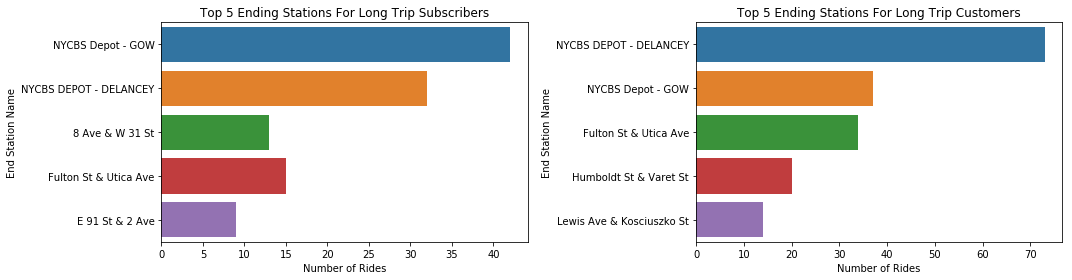 Top 5 Ending Stations For Long Trip Subscribers
End Station Name
NYCBS Depot - GOW
NYCBS DEPOT - DELANCEY
8 Ave & W 31 St
Fulton St & Utica Ave
E 91 St & 2 Ave
0 5 10 15 20 25 30 35 40
Number of Rides
Top 5 Ending Stations For Long Trip Customers
End Station Name
NYCBS DEPOT - DELANCEY
NYCBS Depot - GOW
Fulton St & Utica Ave
Humboldt St & Varet St
Lewis Ave & Kosciuszko St
0 10 20 30 40 50 60 70
Number of Rides